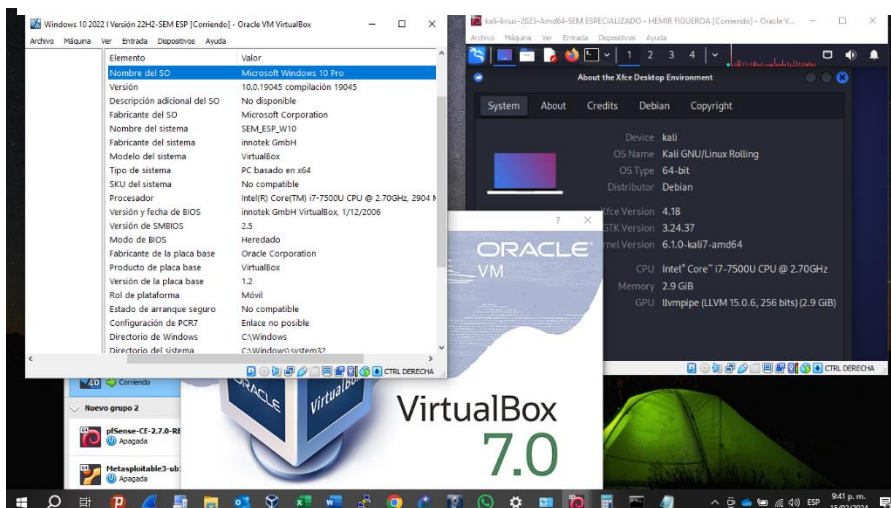 Windows 10 2022 I Versión 22H2-SEM ESP [Corriendo] - Oracle VM VirtualBox
Archivo Máquina Ver Entrada Dispositivos Ayuda
Elemento Valor
Nombre del SO Microsoft Windows 10 Pro
Versión 10.0.19045 compilación 19045
Descripción adicional del SO No disponible
Fabricante del SO Microsoft Corporation
Nombre del sistema SEM_ESP_W10
Fabricante del sistema innotek GmbH
Modelo del sistema VirtualBox
Tipo de sistema PC basado en x64
SKU del sistema No compatible
Procesador Intel(R) Core(TM) i7-7500U CPU @ 2.70GHz, 2904 M
Versión y fecha de BIOS innotek GmbH VirtualBox, 1/12/2006
Versión de SMBIOS 2.5
Modo de BIOS Heredado
Fabricante de la placa base Oracle Corporation
Producto de placa base VirtualBox
Versión de la placa base 1.2
Rol de plataforma Móvil
Estado de arranque seguro No compatible
Configuración de PCR7 Enlace no posible
Directorio de Windows C:\Windows
Directorio del sistema C:\Windows\system32
CTRL DERECHA
kali-linux-2023-Amd64-SEM ESPECIALIZADO - HEMIR FIGUEROA [Corriendo] - Oracle V...
Archivo Máquina Ver Entrada Dispositivos Ayuda
1 2 3 4
About the Xfce Desktop Environment
System About Credits Debian Copyright
Device kali
OS Name Kali GNU/Linux Rolling
OS Type 64-bit
Distributor Debian
Xfce Version 4.18
GTK Version 3.24.37
rnel Version 6.1.0-kali7-amd64
CPU Intel® Core™ i7-7500U CPU @ 2.70GHz
Memory 2.9 GiB
GPU llvmpipe (LLVM 15.0.6, 256 bits) (2.9 GiB)
CTRL DERECHA
ORACLE
VM
ORACLE
VirtualBox
VirtualBox
7.0
Corriendo
Nuevo grupo 2
pfSense-CE-2.7.0-RE
Apagada
Metasploitable3-ub
Apagada
ESP
9:41 p. m.
15/02/2024